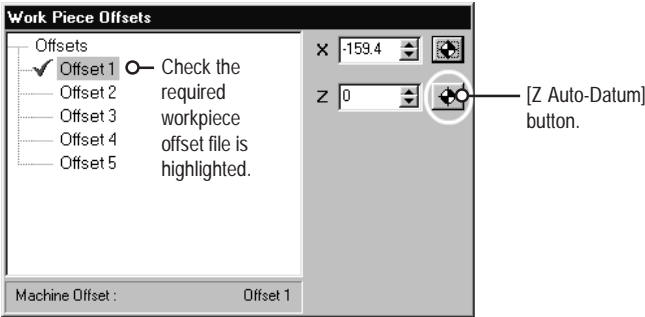 Work Piece Offsets
Offsets
Offset 1
Offset 2
Offset 3
Offset 4
Offset 5
Check the
required
workpiece
offset file is
highlighted.
X -159.4
Z 0
[Z Auto-Datum]
button.
Machine Offset : Offset 1